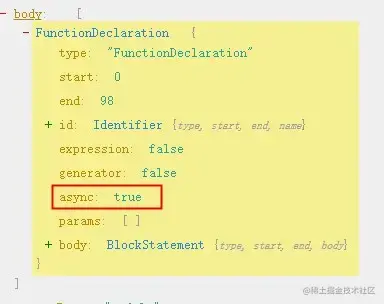 - body: [
- FunctionDeclaration {
type: "FunctionDeclaration"
start: 0
end: 98
+ id: Identifier {type, start, end, name}
expression: false
generator: false
async: true
params: [ ]
+ body: BlockStatement {type, start, end, body}
}
]
@稀土掘金技术社区